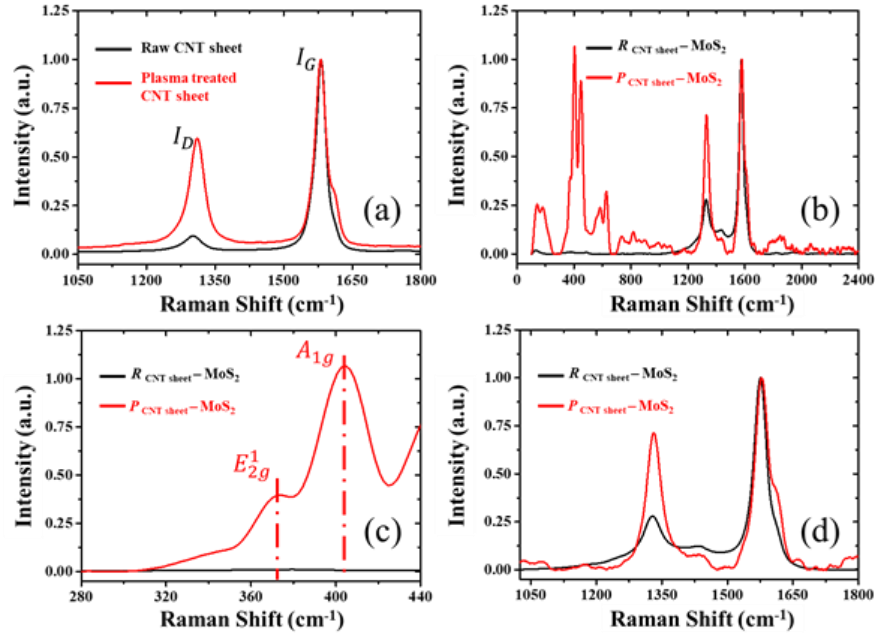 Raw CNT sheet
Plasma treated
CNT sheet
I_D
I_G
(a)
1.25
1.00
0.75
0.50
0.25
0.00
1050 1200 1350 1500 1650 1800
Intensity (a.u.)
Raman Shift (cm⁻¹)
R CNT sheet – MoS₂
P CNT sheet – MoS₂
(b)
1.25
1.00
0.75
0.50
0.25
0.00
0 400 800 1200 1600 2000 2400
Intensity (a.u.)
Raman Shift (cm⁻¹)
R CNT sheet – MoS₂
P CNT sheet – MoS₂
A₁g
E¹₂g
(c)
1.25
1.00
0.75
0.50
0.25
0.00
280 320 360 400 440
Intensity (a.u.)
Raman Shift (cm⁻¹)
R CNT sheet – MoS₂
P CNT sheet – MoS₂
(d)
1.25
1.00
0.75
0.50
0.25
0.00
1050 1200 1350 1500 1650 1800
Intensity (a.u.)
Raman Shift (cm⁻¹)